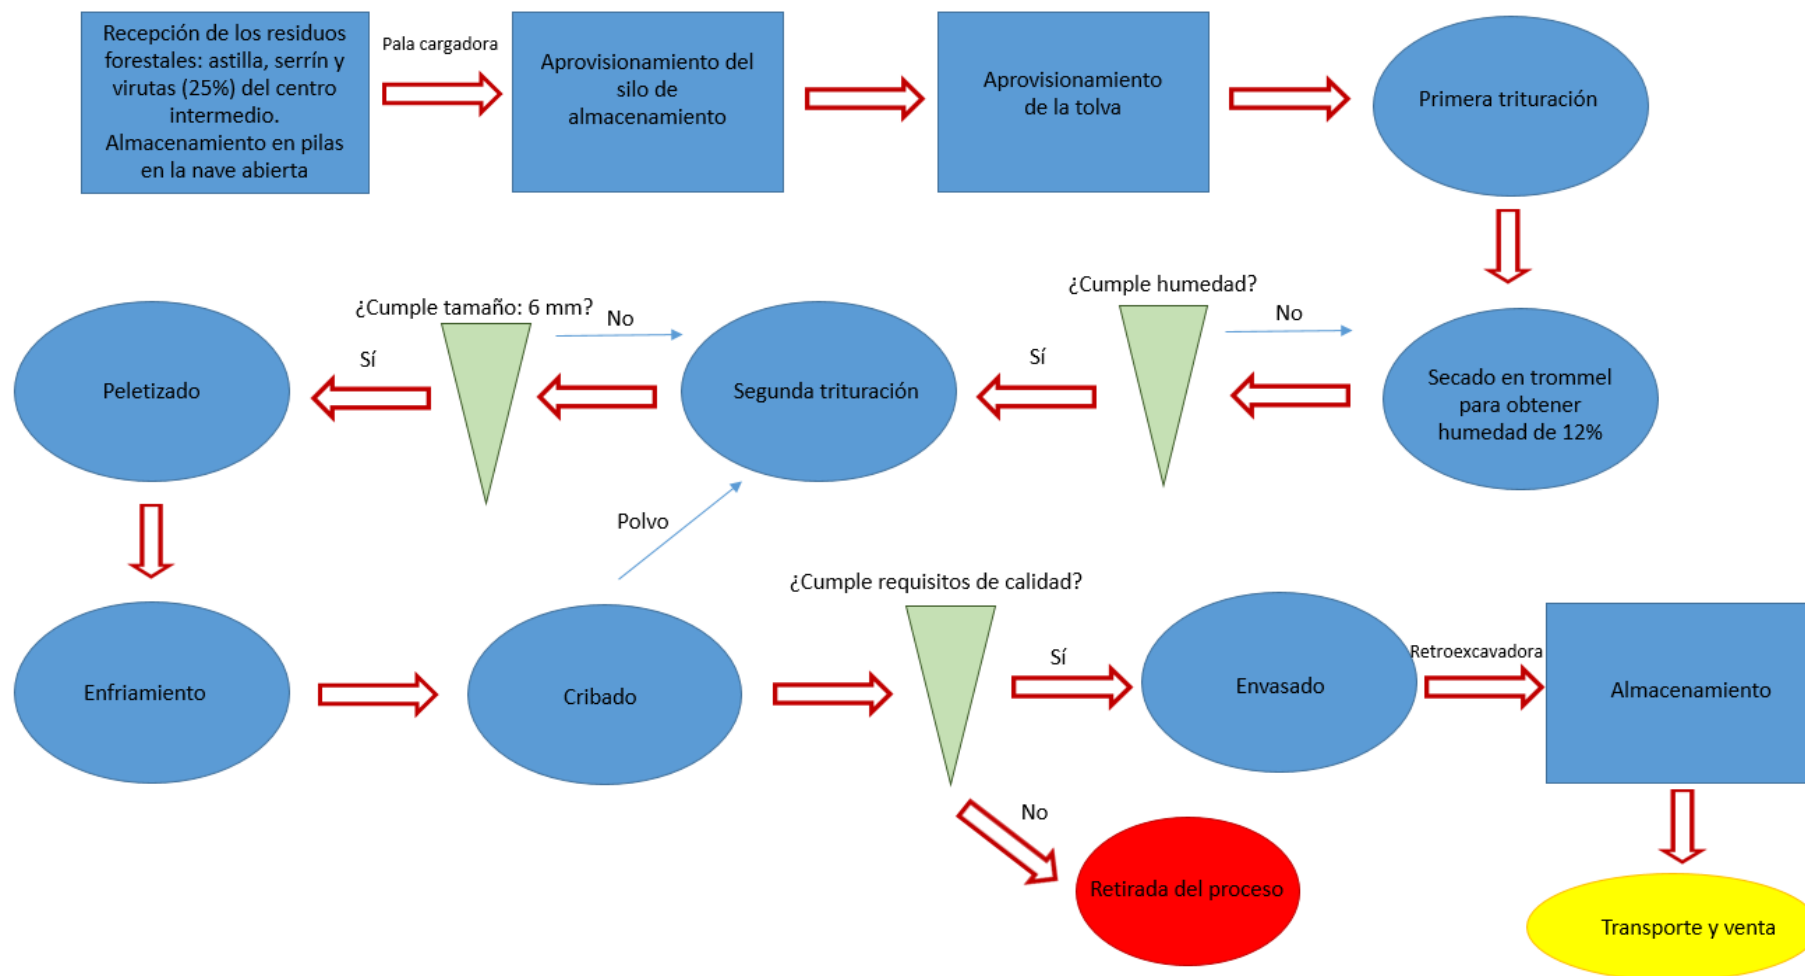 Recepción de los residuos
forestales: astilla, serrín y
virutas (25%) del centro
intermedio.
Almacenamiento en pilas
en la nave abierta
Pala cargadora
Aprovisionamiento del
silo de
almacenamiento
Aprovisionamiento
de la tolva
Primera trituración
¿Cumple tamaño: 6 mm?
No
Sí
Peletizado
Segunda trituración
¿Cumple humedad?
No
Sí
Secado en trommel
para obtener
humedad de 12%
Polvo
Enfriamiento
Cribado
¿Cumple requisitos de calidad?
Sí
No
Envasado
Retroexcavadora
Almacenamiento
Retirada del proceso
Transporte y venta